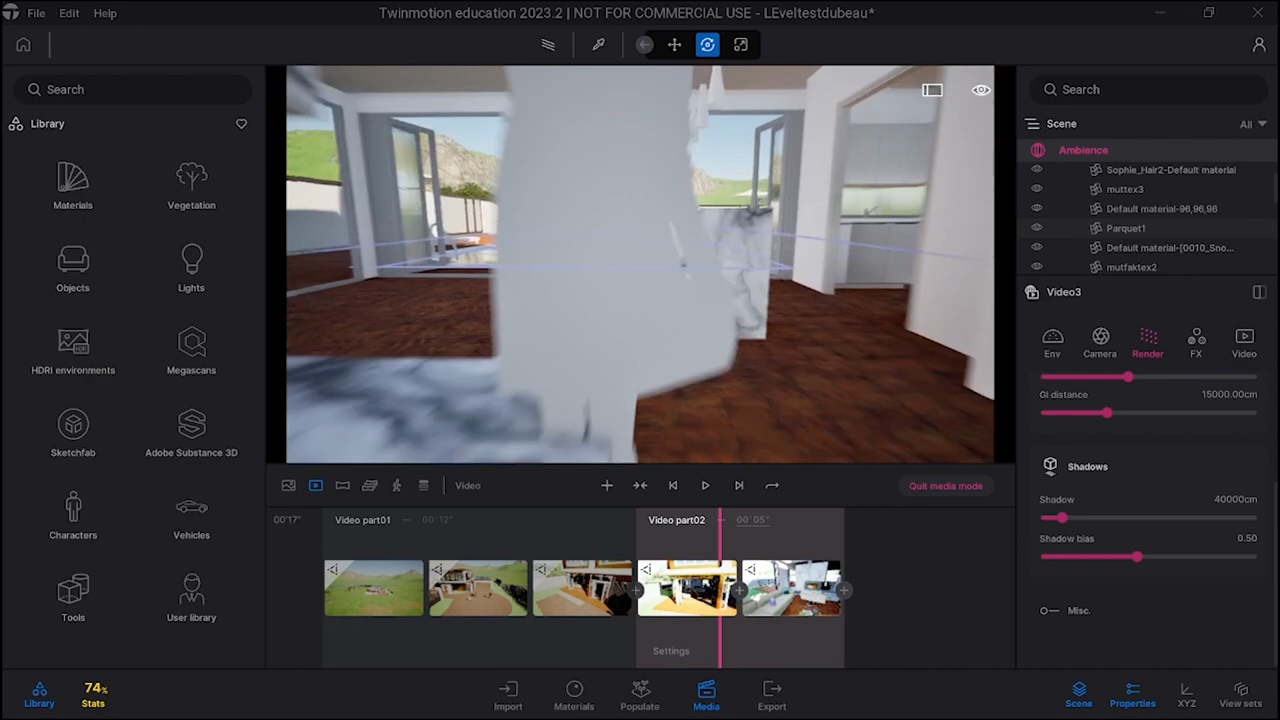 File Edit Help
Twinmotion education 2023.2 | NOT FOR COMMERCIAL USE - LEveltestdubeau*
Search
Library
Materials
Vegetation
Objects
Lights
HDRI environments
Megascans
Sketchfab
Adobe Substance 3D
Characters
Vehicles
Tools
User library
Search
Scene
All
Ambience
Sophie_Hair2-Default material
muttex3
Default material-96,96,96
Parquet1
Default material-[0010_Sno...
mutfaktex2
Video3
Env
Camera
Render
FX
Video
GI distance
15000.00cm
Shadows
Shadow
40000cm
Shadow bias
0.50
Misc.
Video
Quit media mode
00'17"
Video part01
00'12"
Video part02
00'05"
Settings
Library
74%
Stats
Import
Materials
Populate
Media
Export
Scene
Properties
XYZ
View sets